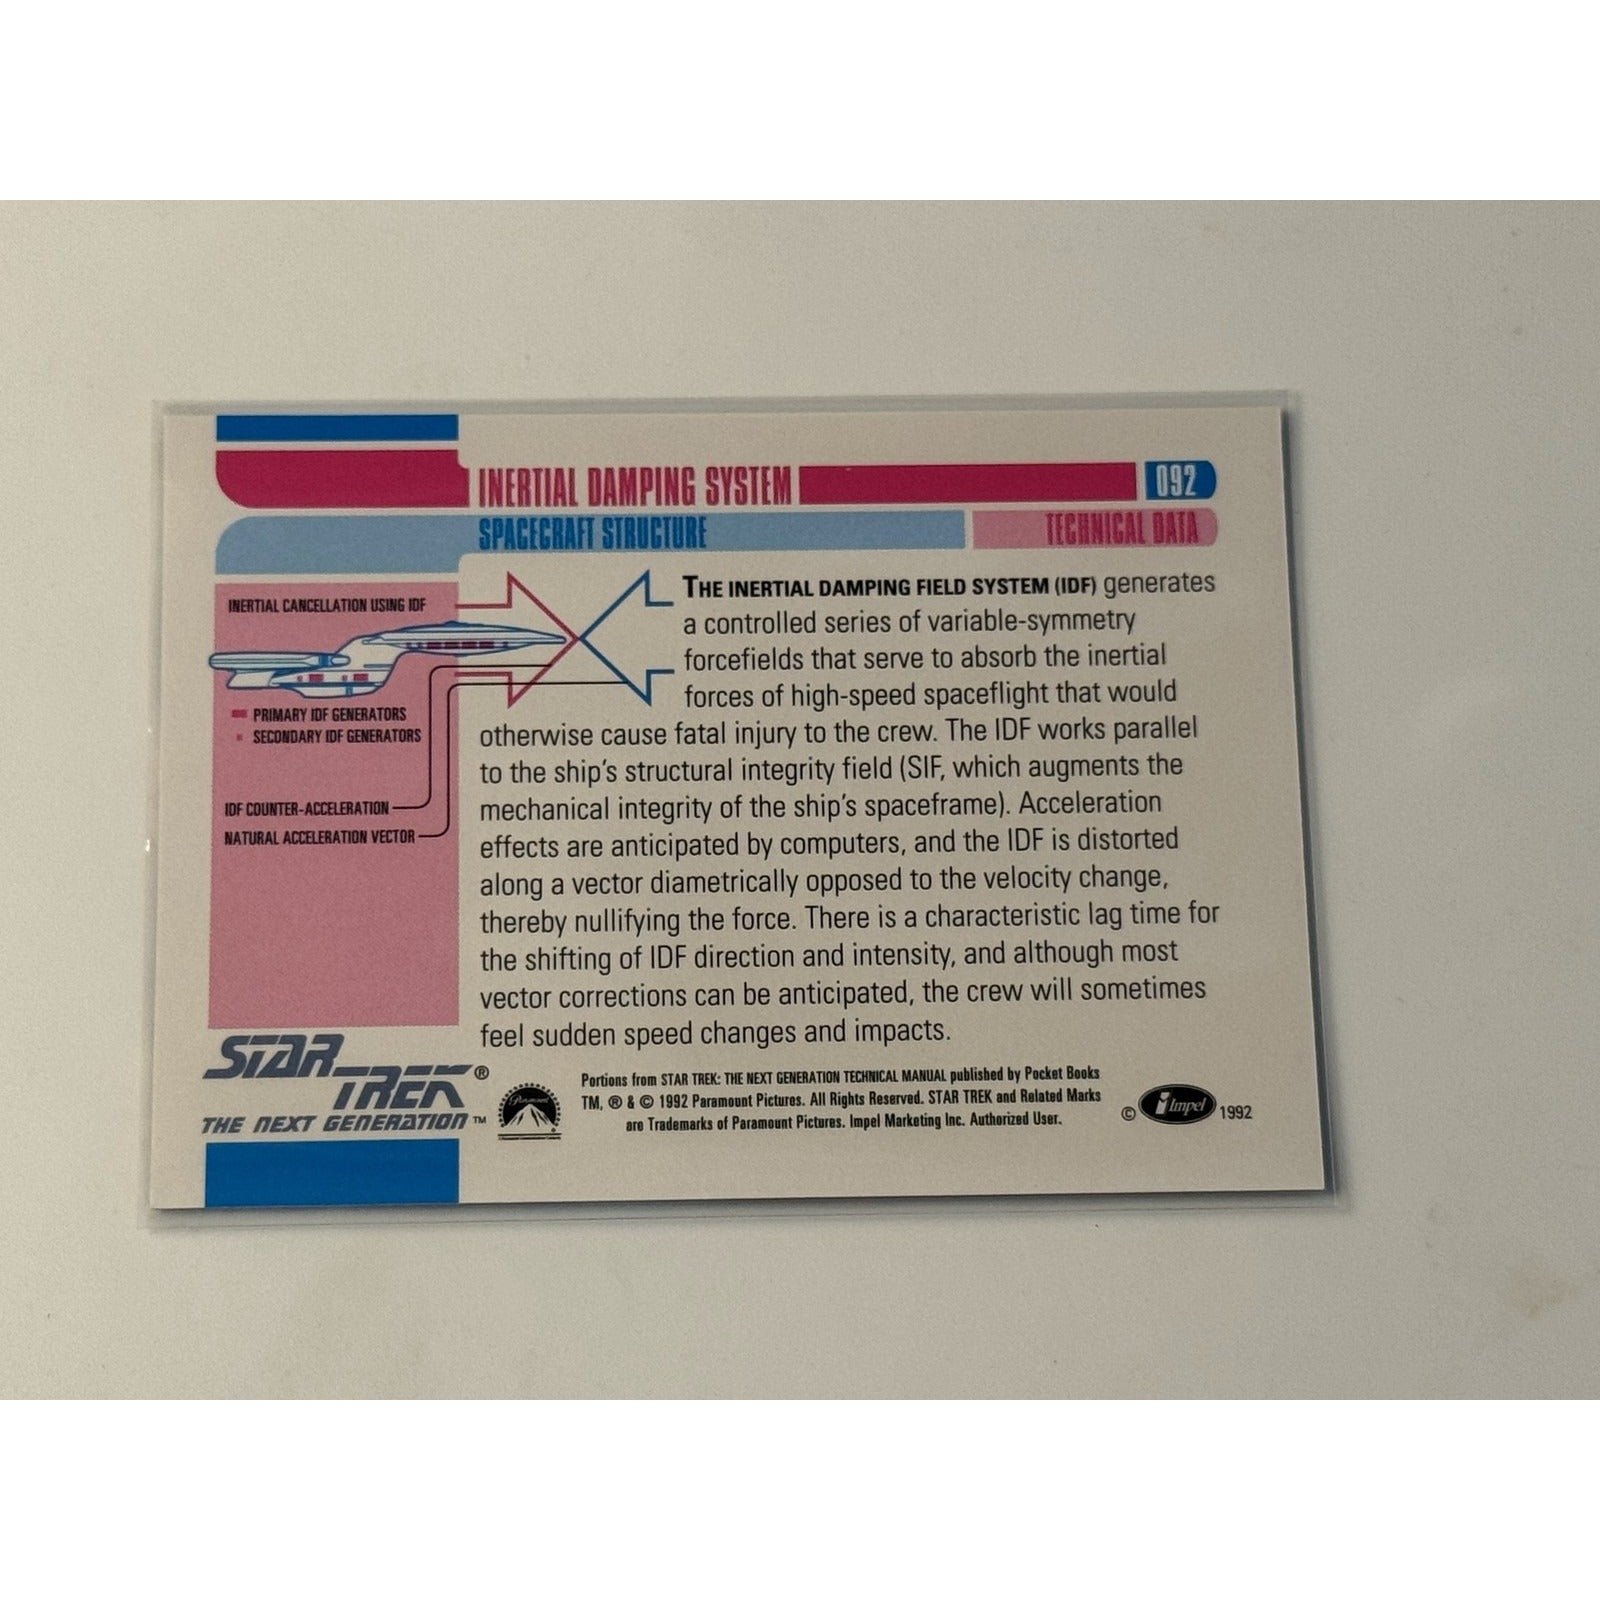 INERTIAL DAMPING SYSTEM 092
SPACECRAFT STRUCTURE TECHNICAL DATA
INERTIAL CANCELLATION USING IDF
PRIMARY IDF GENERATORS
SECONDARY IDF GENERATORS
IDF COUNTER-ACCELERATION
NATURAL ACCELERATION VECTOR
THE INERTIAL DAMPING FIELD SYSTEM (IDF) generates
a controlled series of variable-symmetry
forcefields that serve to absorb the inertial
forces of high-speed spaceflight that would
otherwise cause fatal injury to the crew. The IDF works parallel
to the ship's structural integrity field (SIF, which augments the
mechanical integrity of the ship's spaceframe). Acceleration
effects are anticipated by computers, and the IDF is distorted
along a vector diametrically opposed to the velocity change,
thereby nullifying the force. There is a characteristic lag time for
the shifting of IDF direction and intensity, and although most
vector corrections can be anticipated, the crew will sometimes
feel sudden speed changes and impacts.
STAR
TREK®
THE NEXT GENERATION™
Paramount
Portions from STAR TREK: THE NEXT GENERATION TECHNICAL MANUAL published by Pocket Books
TM, ® & © 1992 Paramount Pictures. All Rights Reserved. STAR TREK and Related Marks
are Trademarks of Paramount Pictures. Impel Marketing Inc. Authorized User.
© Impel 1992